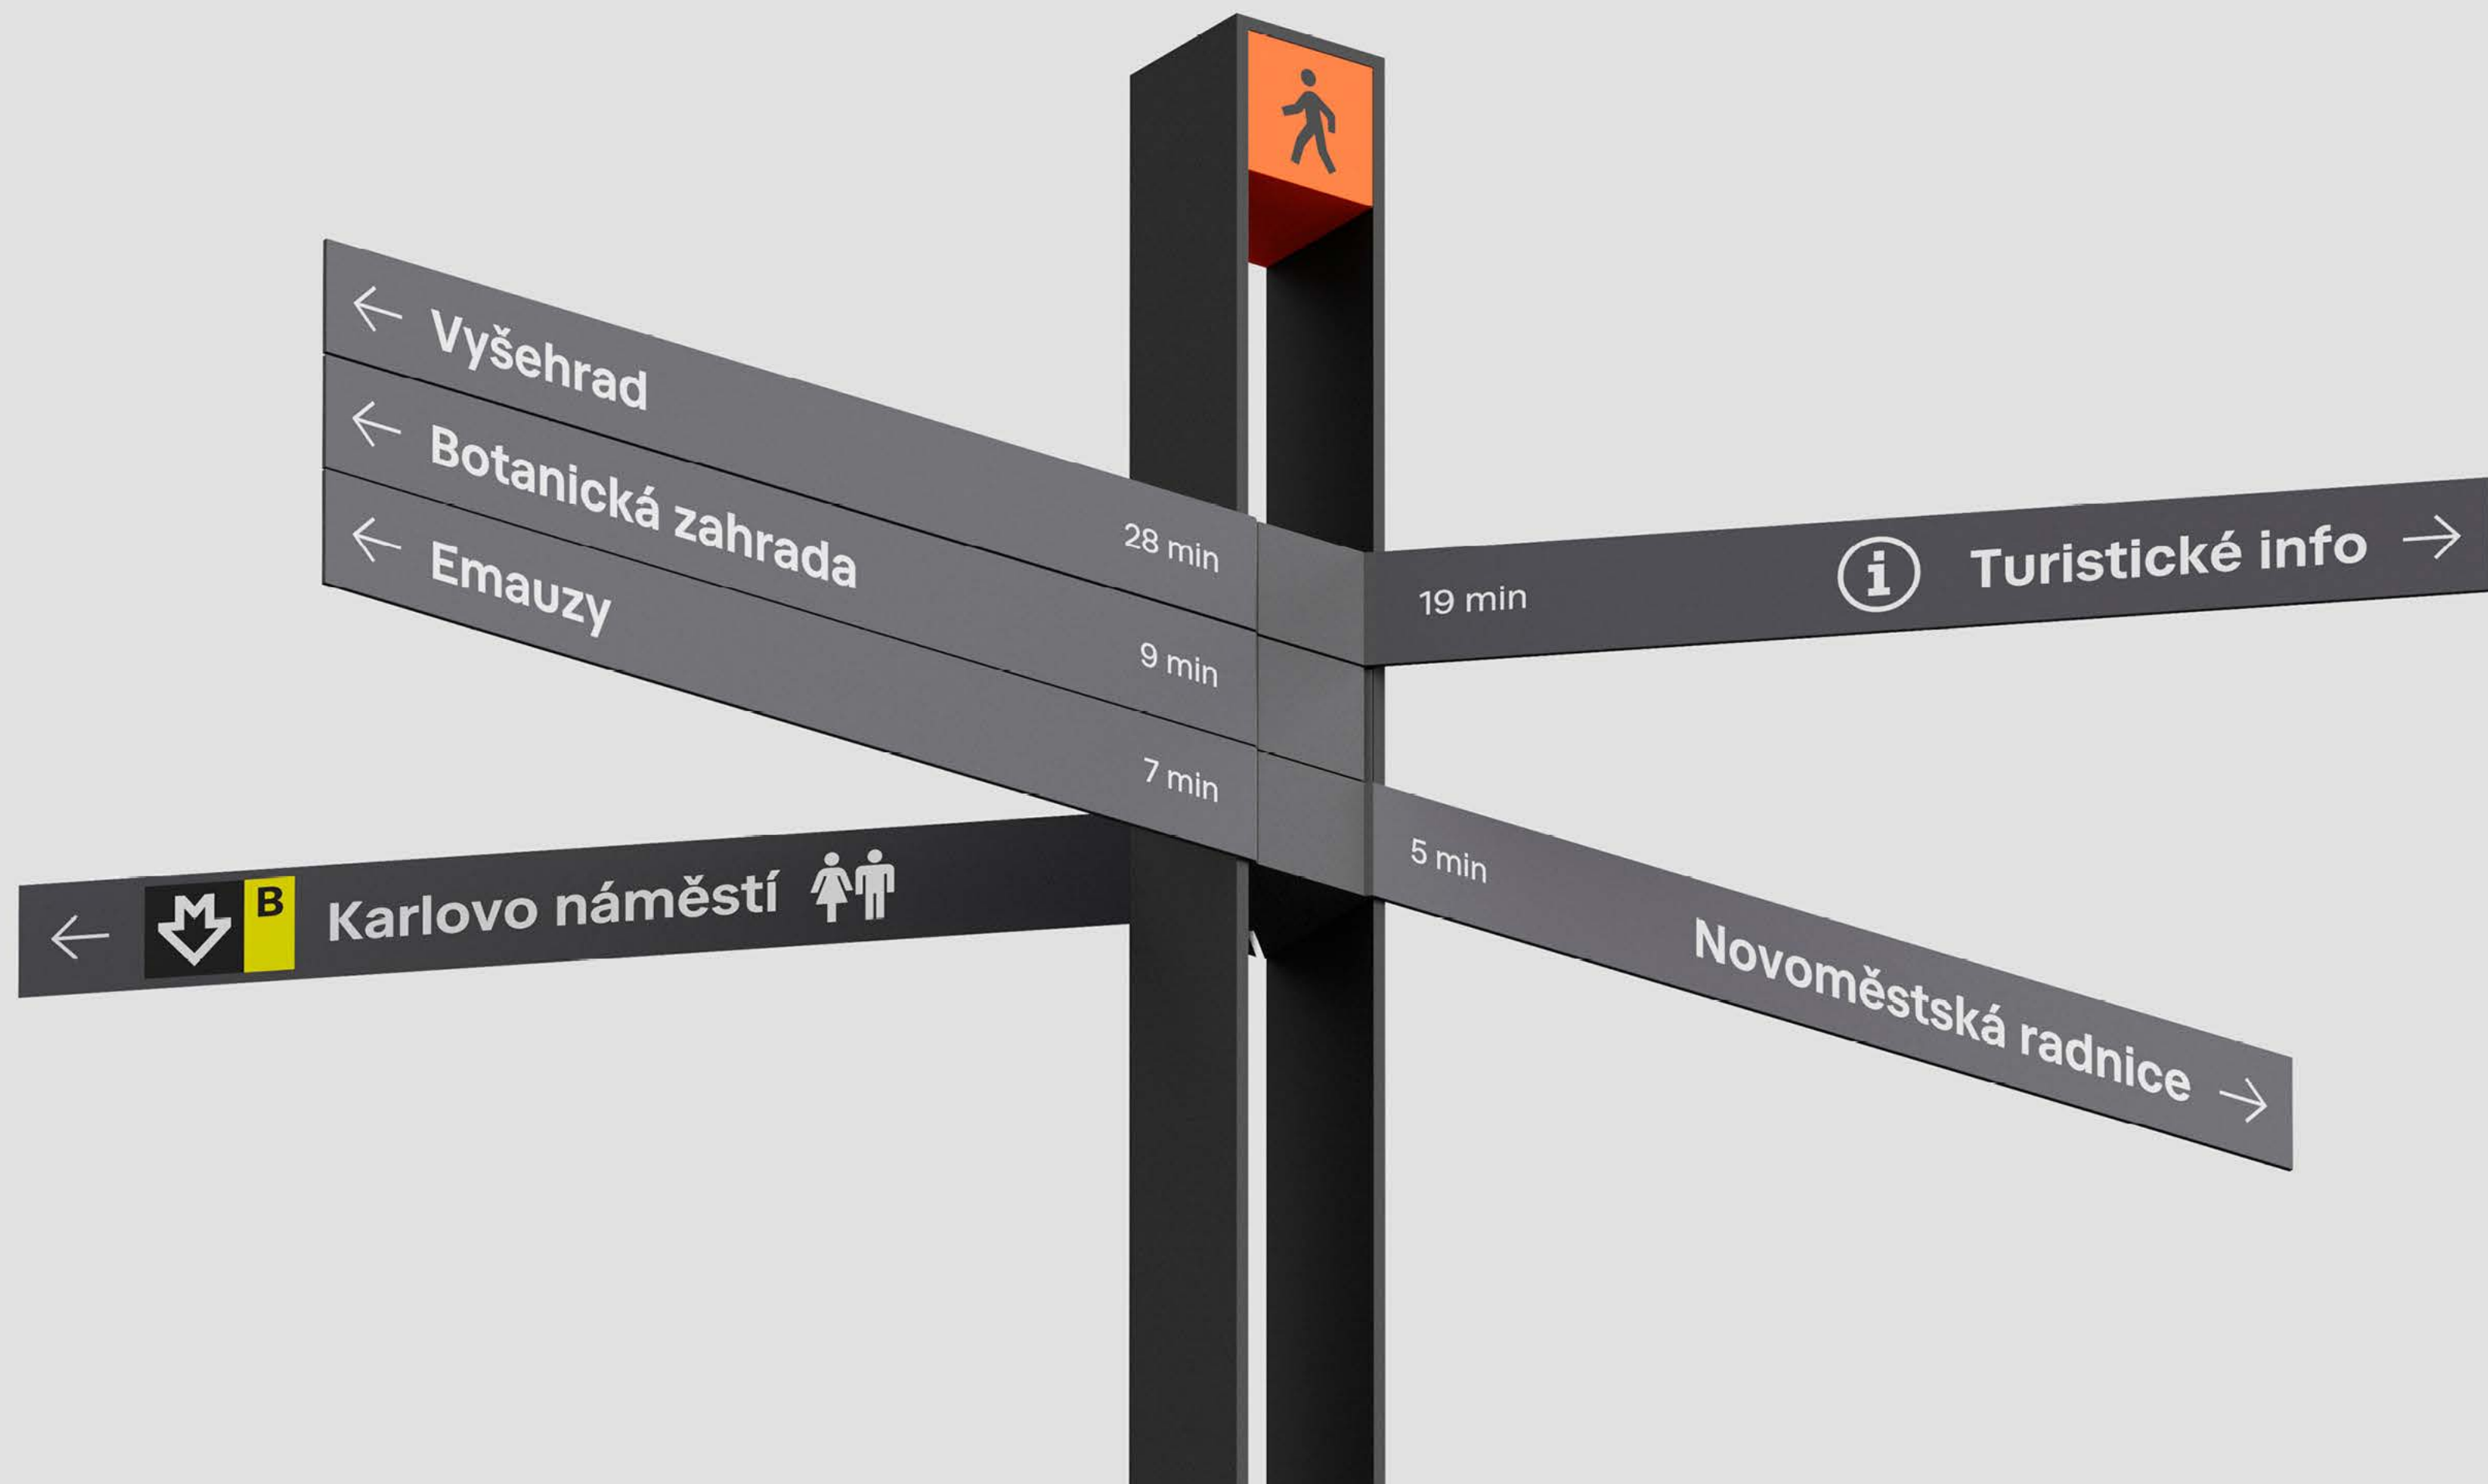 Vyšehrad 28 min
Botanická zahrada 9 min
Emauzy 7 min
19 min Turistické info
5 min Novoměstská radnice
M B Karlovo náměstí